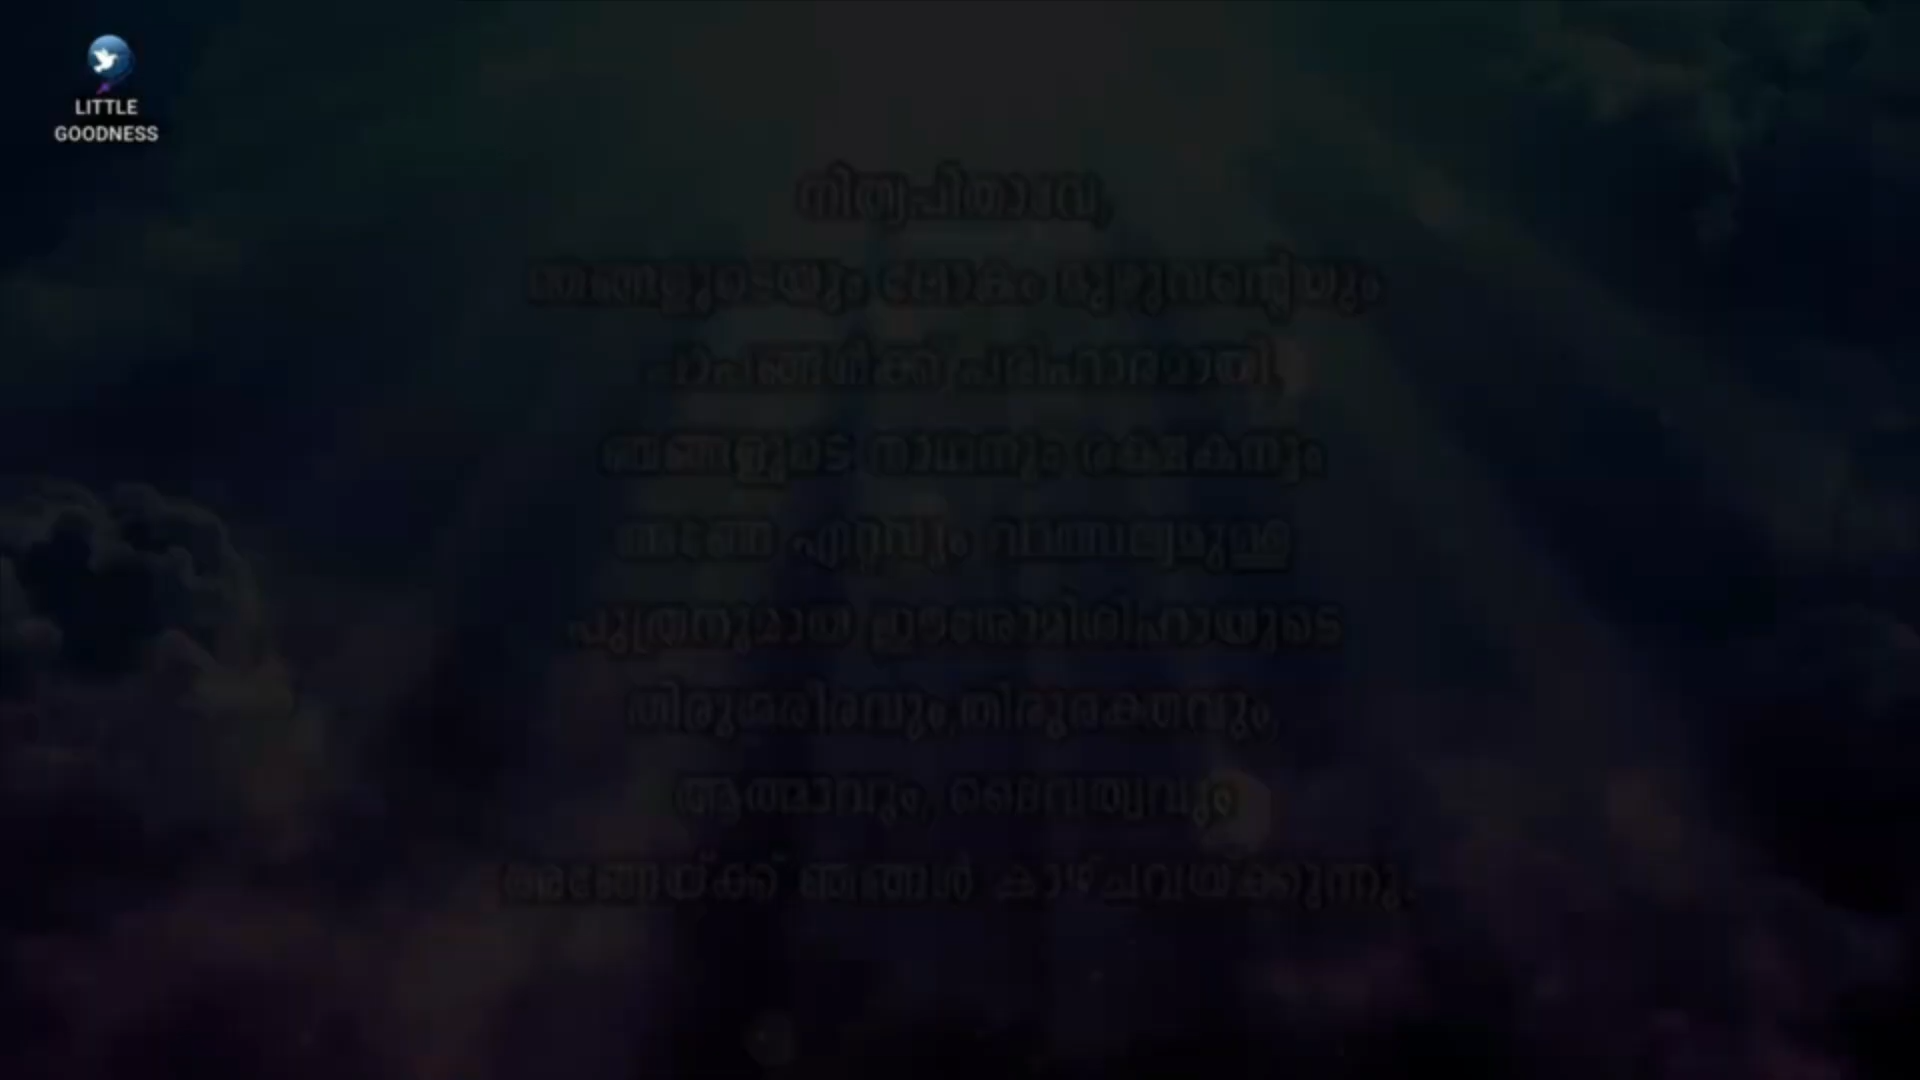 LITTLE
GOODNESS
നിത്യപിതാവേ,
ഞങ്ങളുടെയും ലോകം മുഴുവന്റെയും
പാപങ്ങൾക്ക് പരിഹാരമായി,
ഞങ്ങളുടെ നാഥനും രക്ഷകനും
അങ്ങേ ഏറ്റവും വാത്സല്യമുള്ള
പുത്രനുമായ ഈശോമിശിഹായുടെ
തിരുശരീരവും,തിരുരക്തവും,
ആത്മാവും, ദൈവത്വവും
അങ്ങേയ്ക്ക് ഞങ്ങൾ കാഴ്ചവയ്ക്കുന്നു.